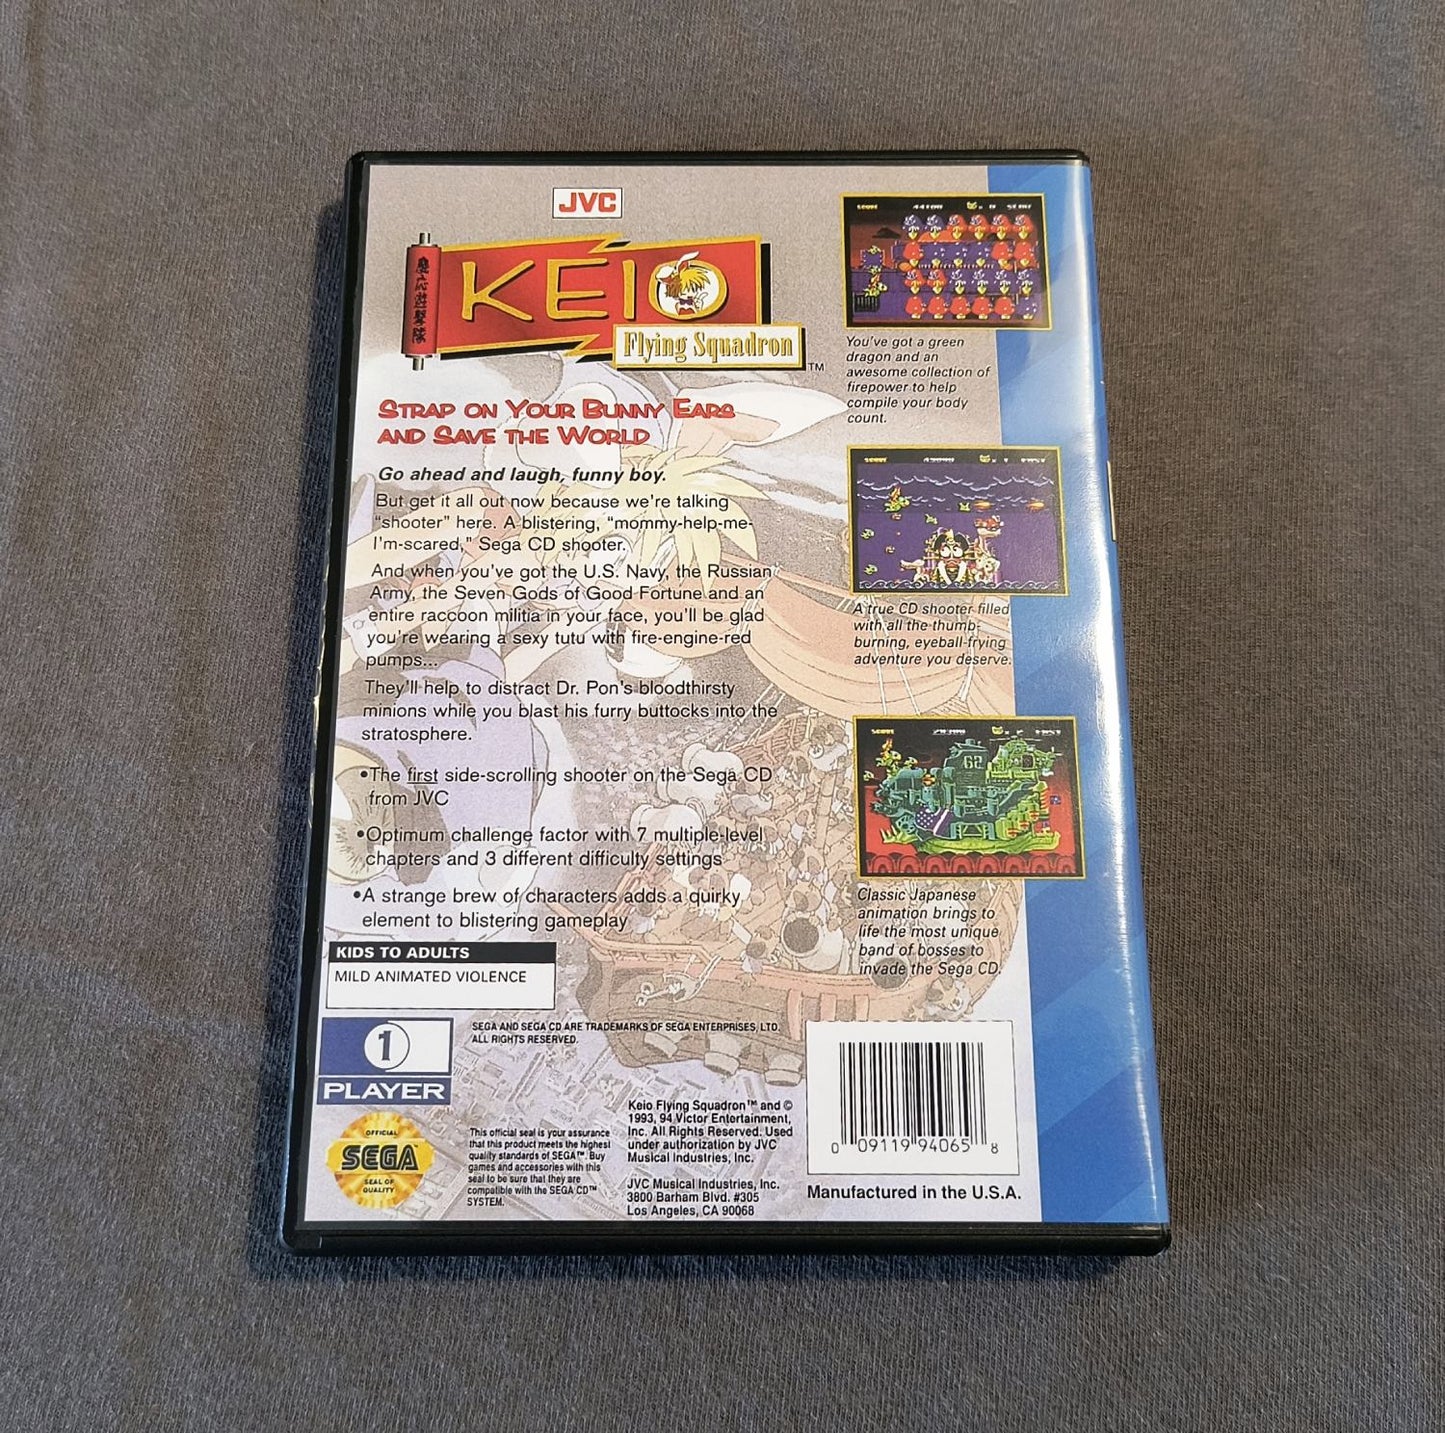 JVC
慶応遊撃隊
KEIO
Flying Squadron
™
STRAP ON YOUR BUNNY EARS
AND SAVE THE WORLD
Go ahead and laugh, funny boy.
But get it all out now because we're talking
"shooter" here. A blistering, "mommy-help-me-
I'm-scared," Sega CD shooter.
And when you've got the U.S. Navy, the Russian
Army, the Seven Gods of Good Fortune and an
entire raccoon militia in your face, you'll be glad
you're wearing a sexy tutu with fire-engine-red
pumps...
They'll help to distract Dr. Pon's bloodthirsty
minions while you blast his furry buttocks into the
stratosphere.
•The first side-scrolling shooter on the Sega CD
from JVC
•Optimum challenge factor with 7 multiple-level
chapters and 3 different difficulty settings
•A strange brew of characters adds a quirky
element to blistering gameplay
SCORE
You've got a green
dragon and an
awesome collection of
firepower to help
compile your body
count.
SCORE
A true CD shooter filled
with all the thumb-
burning, eyeball-frying
adventure you deserve.
SCORE
62
Classic Japanese
animation brings to
life the most unique
band of bosses to
invade the Sega CD.
KIDS TO ADULTS
MILD ANIMATED VIOLENCE
1
PLAYER
OFFICIAL
SEGA
SEAL OF
QUALITY
SEGA AND SEGA CD ARE TRADEMARKS OF SEGA ENTERPRISES, LTD.
ALL RIGHTS RESERVED.
This official seal is your assurance
that this product meets the highest
quality standards of SEGA™. Buy
games and accessories with this
seal to be sure that they are
compatible with the SEGA CD™
SYSTEM.
Keio Flying Squadron™ and ©
1993, 94 Victor Entertainment,
Inc. All Rights Reserved. Used
under authorization by JVC
Musical Industries, Inc.
JVC Musical Industries, Inc.
3800 Barham Blvd. #305
Los Angeles, CA 90068
0 09119 94065 8
Manufactured in the U.S.A.